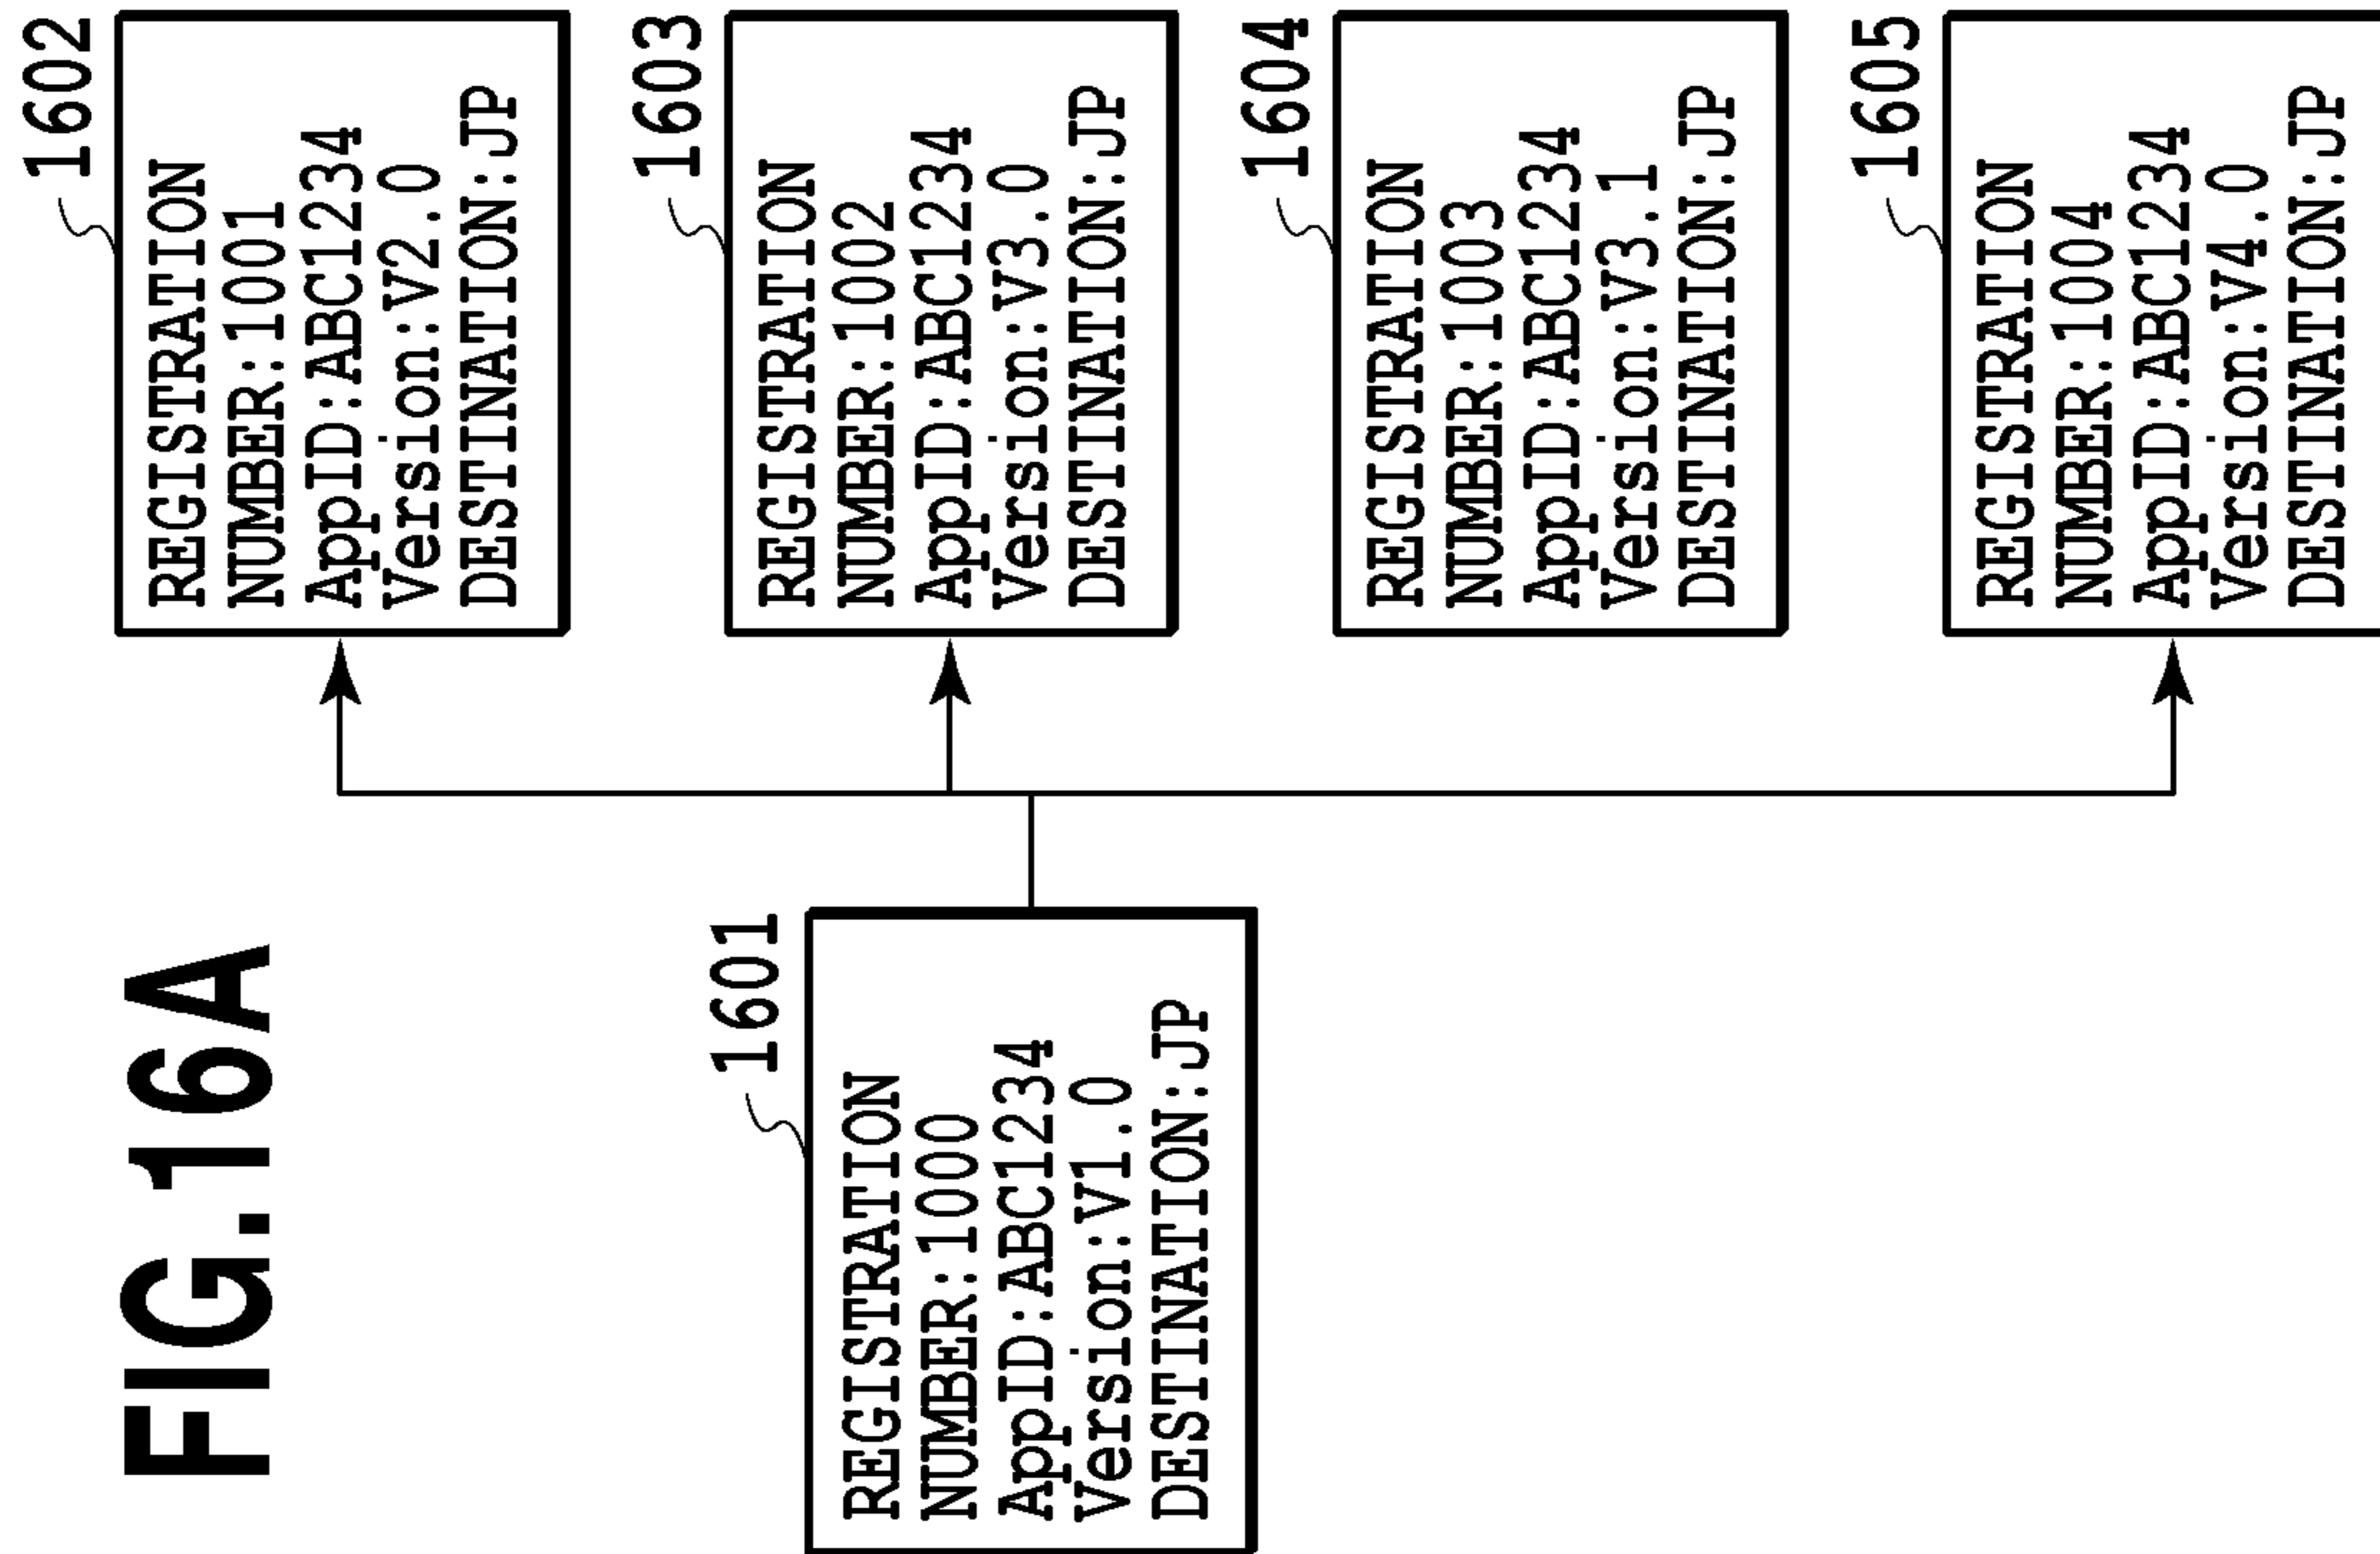 FIG.16A
1601
REGISTRATION
NUMBER:1000
AppID:ABC1234
Version:V1.0
DESTINATION:JP
1602
REGISTRATION
NUMBER:1001
AppID:ABC1234
Version:V2.0
DESTINATION:JP
1603
REGISTRATION
NUMBER:1002
AppID:ABC1234
Version:V3.0
DESTINATION:JP
1604
REGISTRATION
NUMBER:1003
AppID:ABC1234
Version:V3.1
DESTINATION:JP
1605
REGISTRATION
NUMBER:1004
AppID:ABC1234
Version:V4.0
DESTINATION:JP